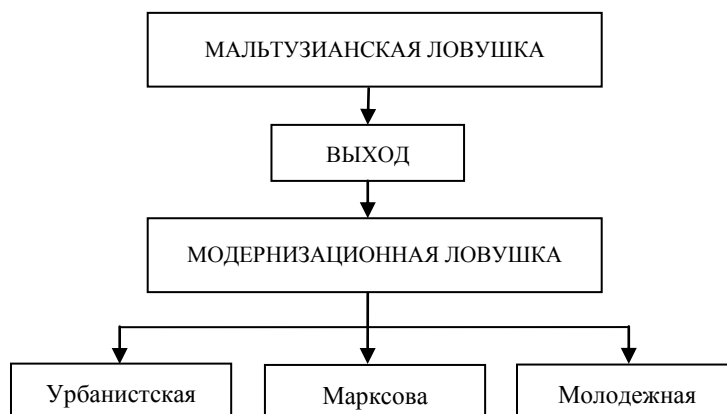 МАЛЬТУЗИАНСКАЯ ЛОВУШКА
ВЫХОД
МОДЕРНИЗАЦИОННАЯ ЛОВУШКА
Урбанистская
Марксова
Молодежная